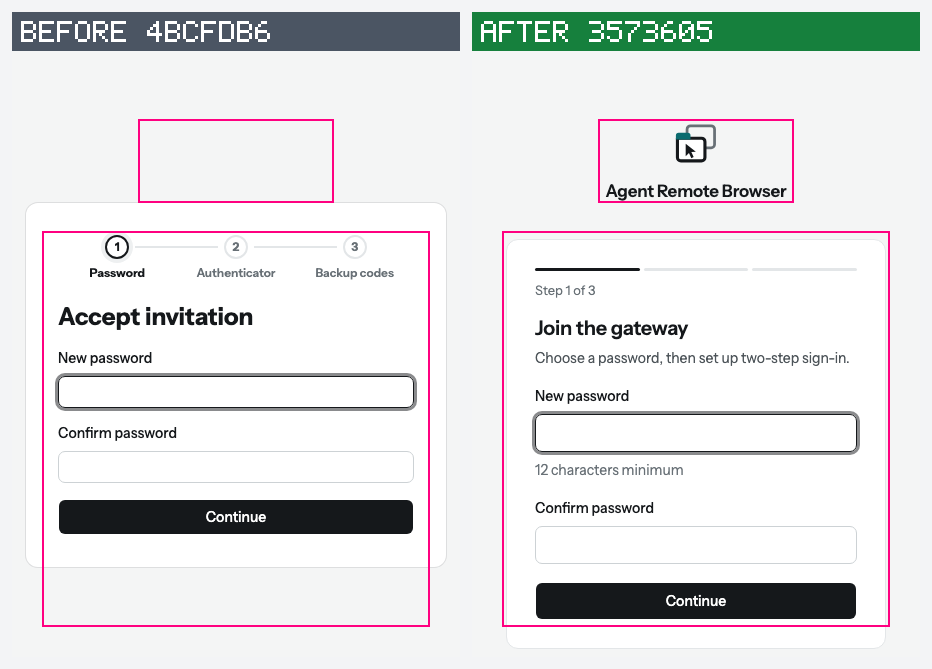 BEFORE 4BCFDB6
1
2
3
Password
Authenticator
Backup codes
Accept invitation
New password
Confirm password
Continue
AFTER 3573605
Agent Remote Browser
Step 1 of 3
Join the gateway
Choose a password, then set up two-step sign-in.
New password
12 characters minimum
Confirm password
Continue